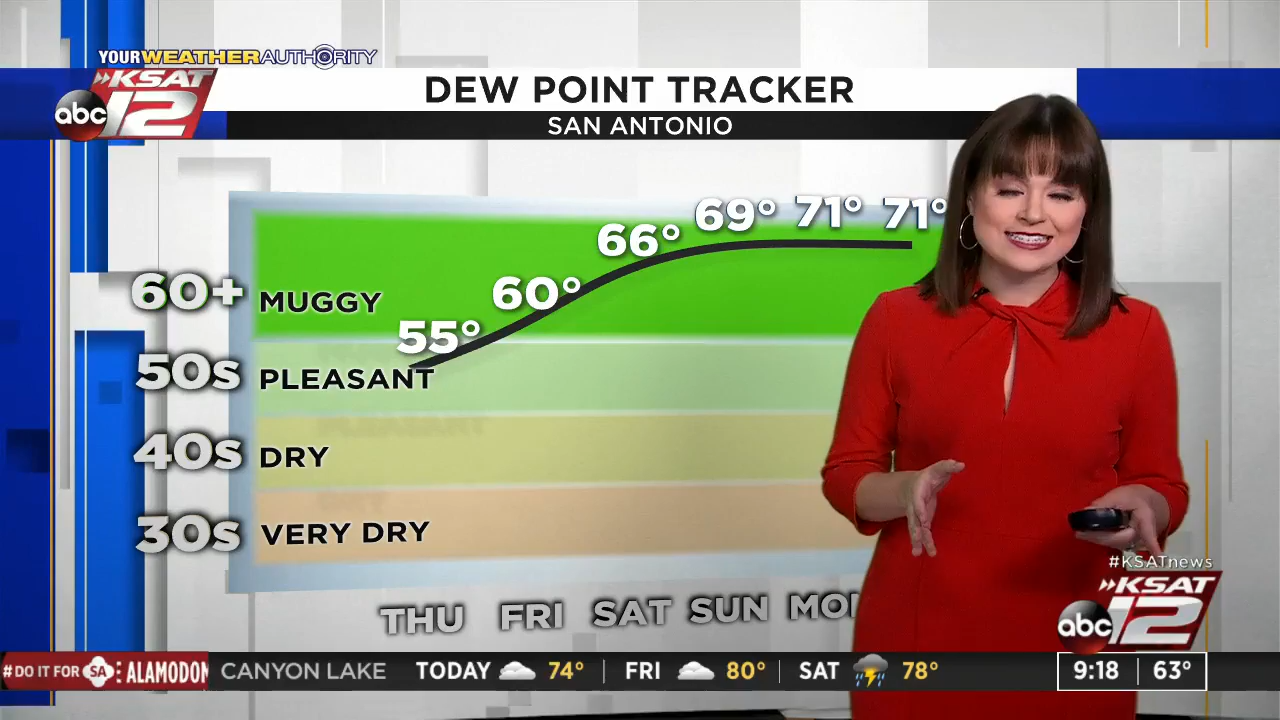 YOUR WEATHER AUTHORITY
KSAT
abc 12
DEW POINT TRACKER
SAN ANTONIO
55° 60° 66° 69° 71° 71°
60+ MUGGY
50s PLEASANT
40s DRY
30s VERY DRY
THU FRI SAT SUN
#KSATnews
KSAT
abc 12
#DO IT FOR SA ALAMODOM
CANYON LAKE TODAY 74° FRI 80° SAT 78° 9:18 63°